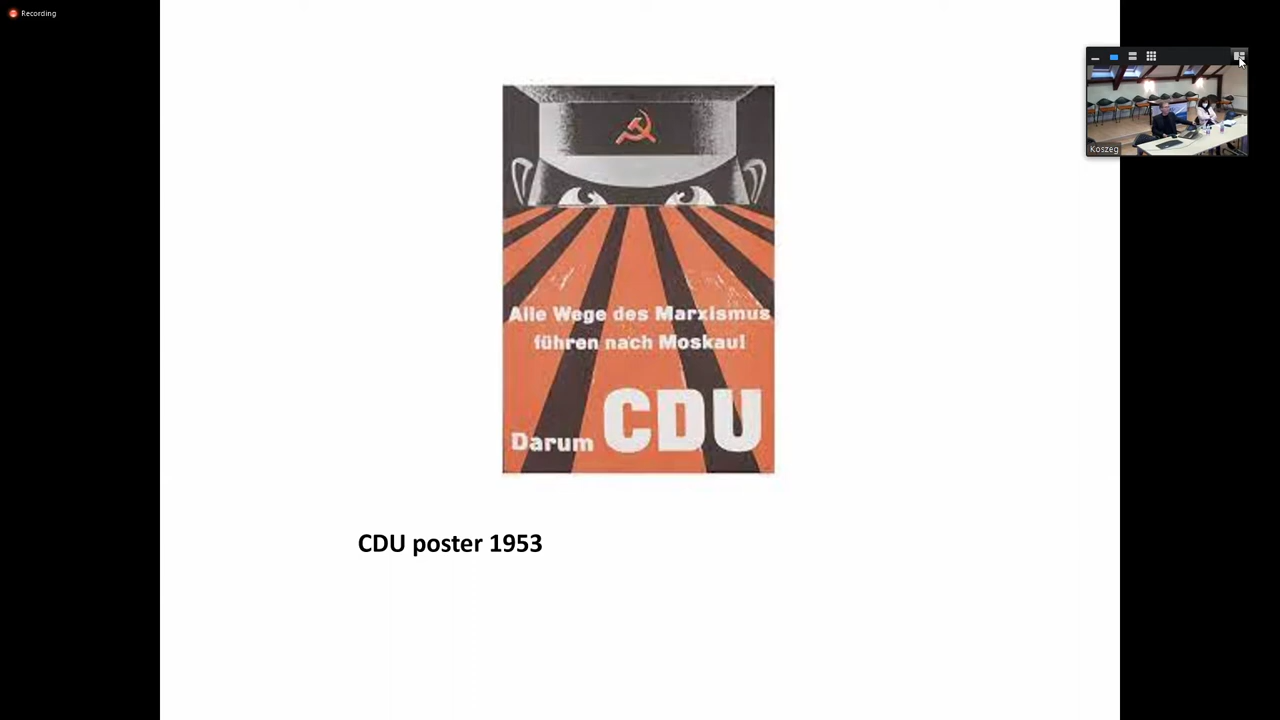 Recording
Koszeg
Alle Wege des Marxismus
führen nach Moskau!
Darum CDU
CDU poster 1953